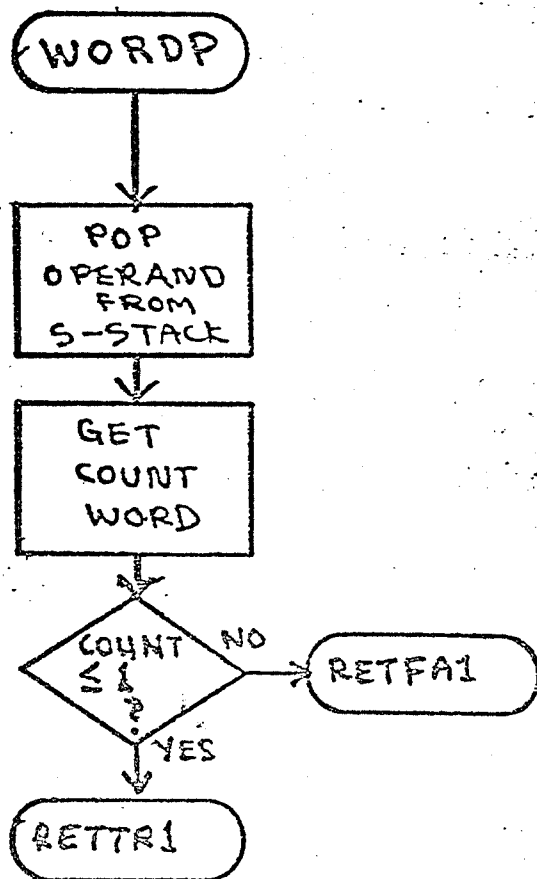 WORDP
POP
OPERAND
FROM
S-STACK
GET
COUNT
WORD
COUNT
≤ 1
?
NO
RETFA1
YES
RETTR1